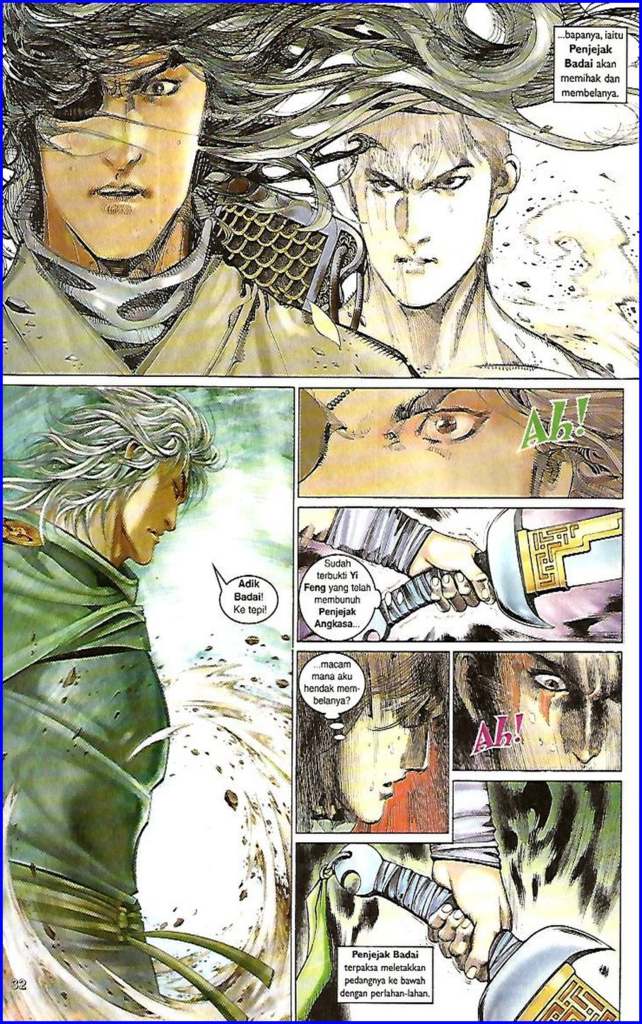 ...bapanya, iaitu
Penjejak
Badai akan
memihak dan
membelanya.
Ah!
Adik
Badai!
Ke tepi!
Sudah
terbukti Yi
Feng yang telah
membunuh
Penjejak
Angkasa...
...macam
mana aku
hendak mem-
belanya?
Ah!
Penjejak Badai
terpaksa meletakkan
pedangnya ke bawah
dengan perlahan-lahan.
32